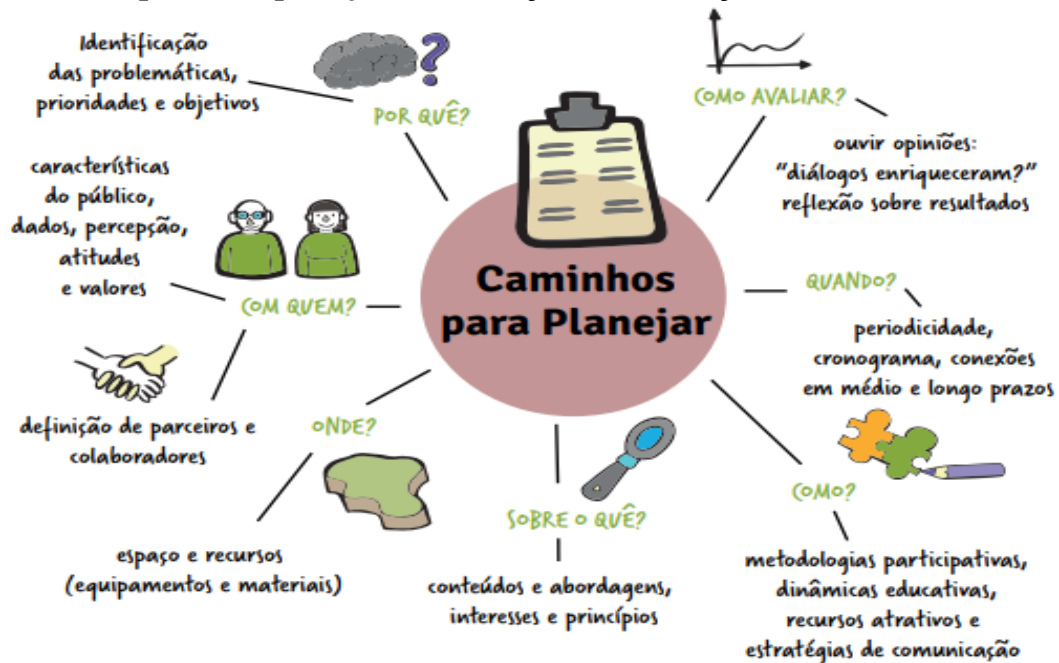 Identificação
das problemáticas,
prioridades e objetivos
POR QUÊ?
características
do público,
dados, percepção,
atitudes
e valores
COM QUEM?
definição de parceiros e
colaboradores
ONDE?
espaço e recursos
(equipamentos e materiais)
Caminhos
para Planejar
SOBRE O QUÊ?
conteúdos e abordagens,
interesses e princípios
COMO AVALIAR?
ouvir opiniões:
“diálogos enriqueceram?”
reflexão sobre resultados
QUANDO?
periodicidade,
cronograma, conexões
em médio e longo prazos
COMO?
metodologias participativas,
dinâmicas educativas,
recursos atrativos e
estratégias de comunicação